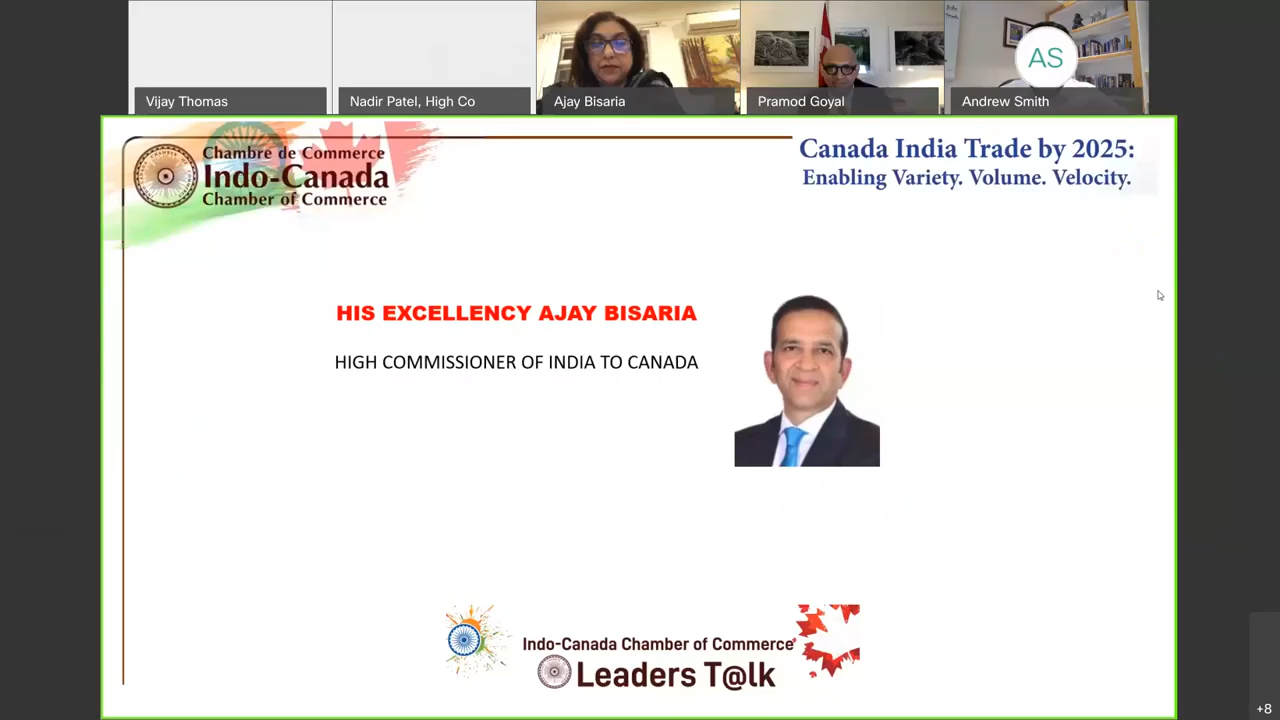 Vijay Thomas
Nadir Patel, High Co
Ajay Bisaria
Pramod Goyal
AS
Andrew Smith
Chambre de Commerce
Indo-Canada
Chamber of Commerce
Canada India Trade by 2025:
Enabling Variety. Volume. Velocity.
HIS EXCELLENCY AJAY BISARIA
HIGH COMMISSIONER OF INDIA TO CANADA
Indo-Canada Chamber of Commerce
Leaders T@lk
+8